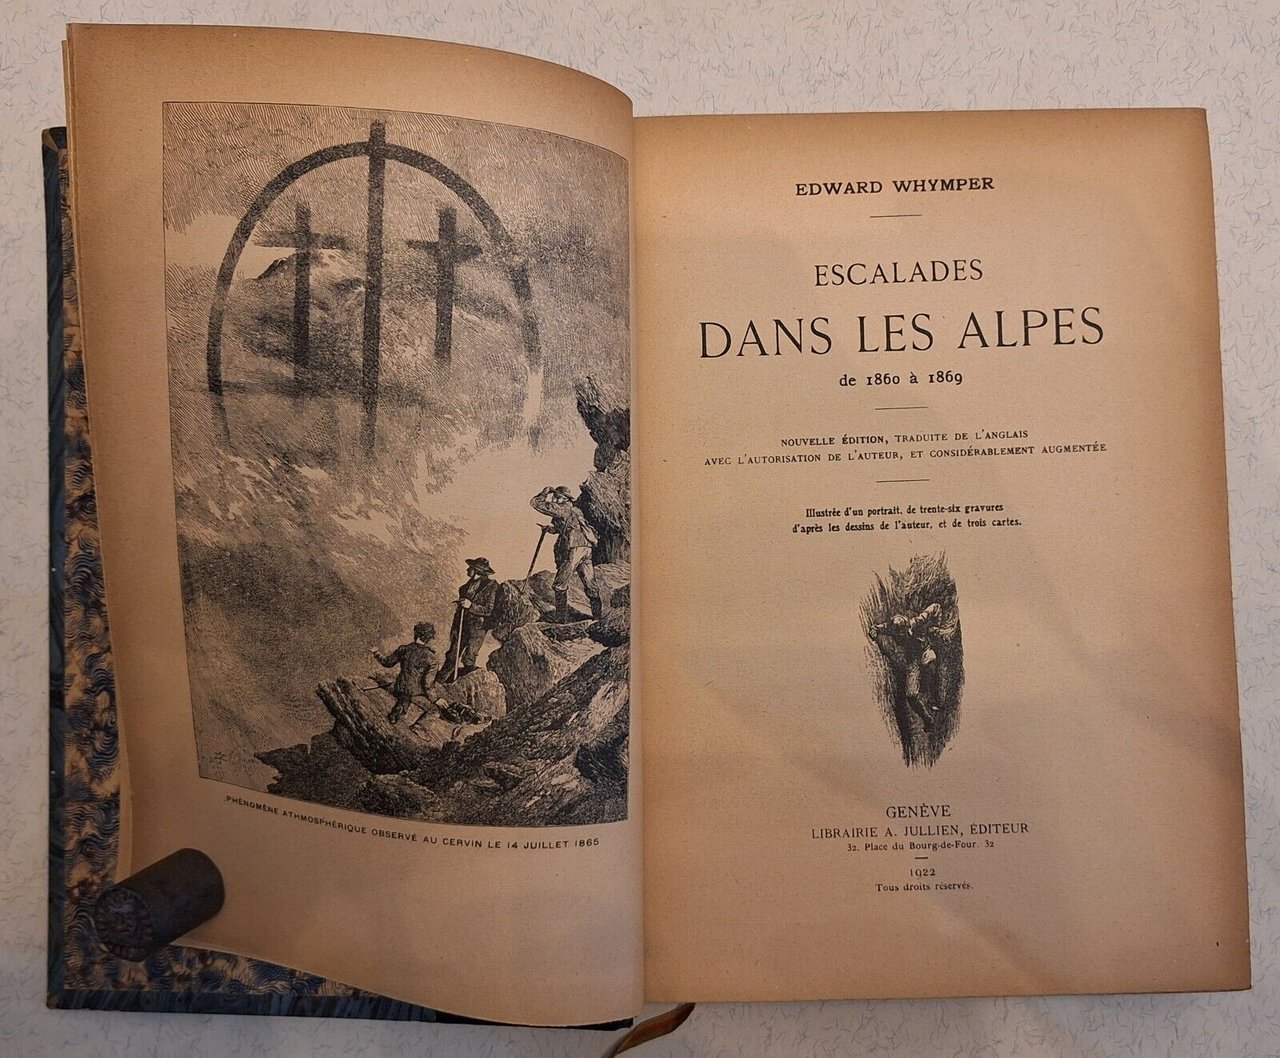 .PHÉNOMÈNE ATHMOSPHÉRIQUE OBSERVÉ AU CERVIN LE 14 JUILLET 1865
EDWARD WHYMPER
ESCALADES
DANS LES ALPES
de 1860 à 1869
NOUVELLE ÉDITION, TRADUITE DE L'ANGLAIS
AVEC L'AUTORISATION DE L'AUTEUR, ET CONSIDÉRABLEMENT AUGMENTÉE
Illustrée d'un portrait, de trente-six gravures
d'après les dessins de l'auteur, et de trois cartes.
GENÈVE
LIBRAIRIE A. JULLIEN, ÉDITEUR
32. Place du Bourg-de-Four. 32
1922
Tous droits réservés.